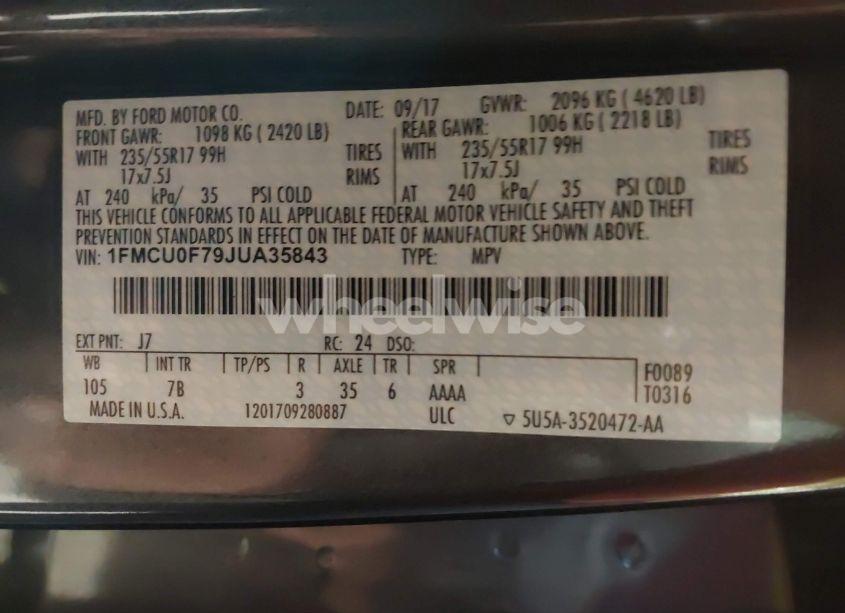 MFD. BY FORD MOTOR CO. DATE: 09/17 GVWR: 2096 KG ( 4620 LB)
FRONT GAWR: 1098 KG ( 2420 LB) REAR GAWR: 1006 KG ( 2218 LB)
WITH 235/55R17 99H TIRES WITH 235/55R17 99H TIRES
17x7.5J RIMS 17x7.5J RIMS
AT 240 kPa/ 35 PSI COLD AT 240 kPa/ 35 PSI COLD
THIS VEHICLE CONFORMS TO ALL APPLICABLE FEDERAL MOTOR VEHICLE SAFETY AND THEFT
PREVENTION STANDARDS IN EFFECT ON THE DATE OF MANUFACTURE SHOWN ABOVE.
VIN: 1FMCU0F79JUA35843 TYPE: MPV
wheelwise
EXT PNT: J7 RC: 24 DSO:
WB INT TR TP/PS R AXLE TR SPR F0089
105 7B 3 35 6 AAAA T0316
MADE IN U.S.A. 1201709280887 ULC ▽ 5U5A-3520472-AA